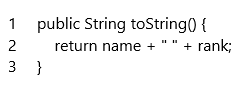 1 public String toString() {
2 return name + " " + rank;
3 }